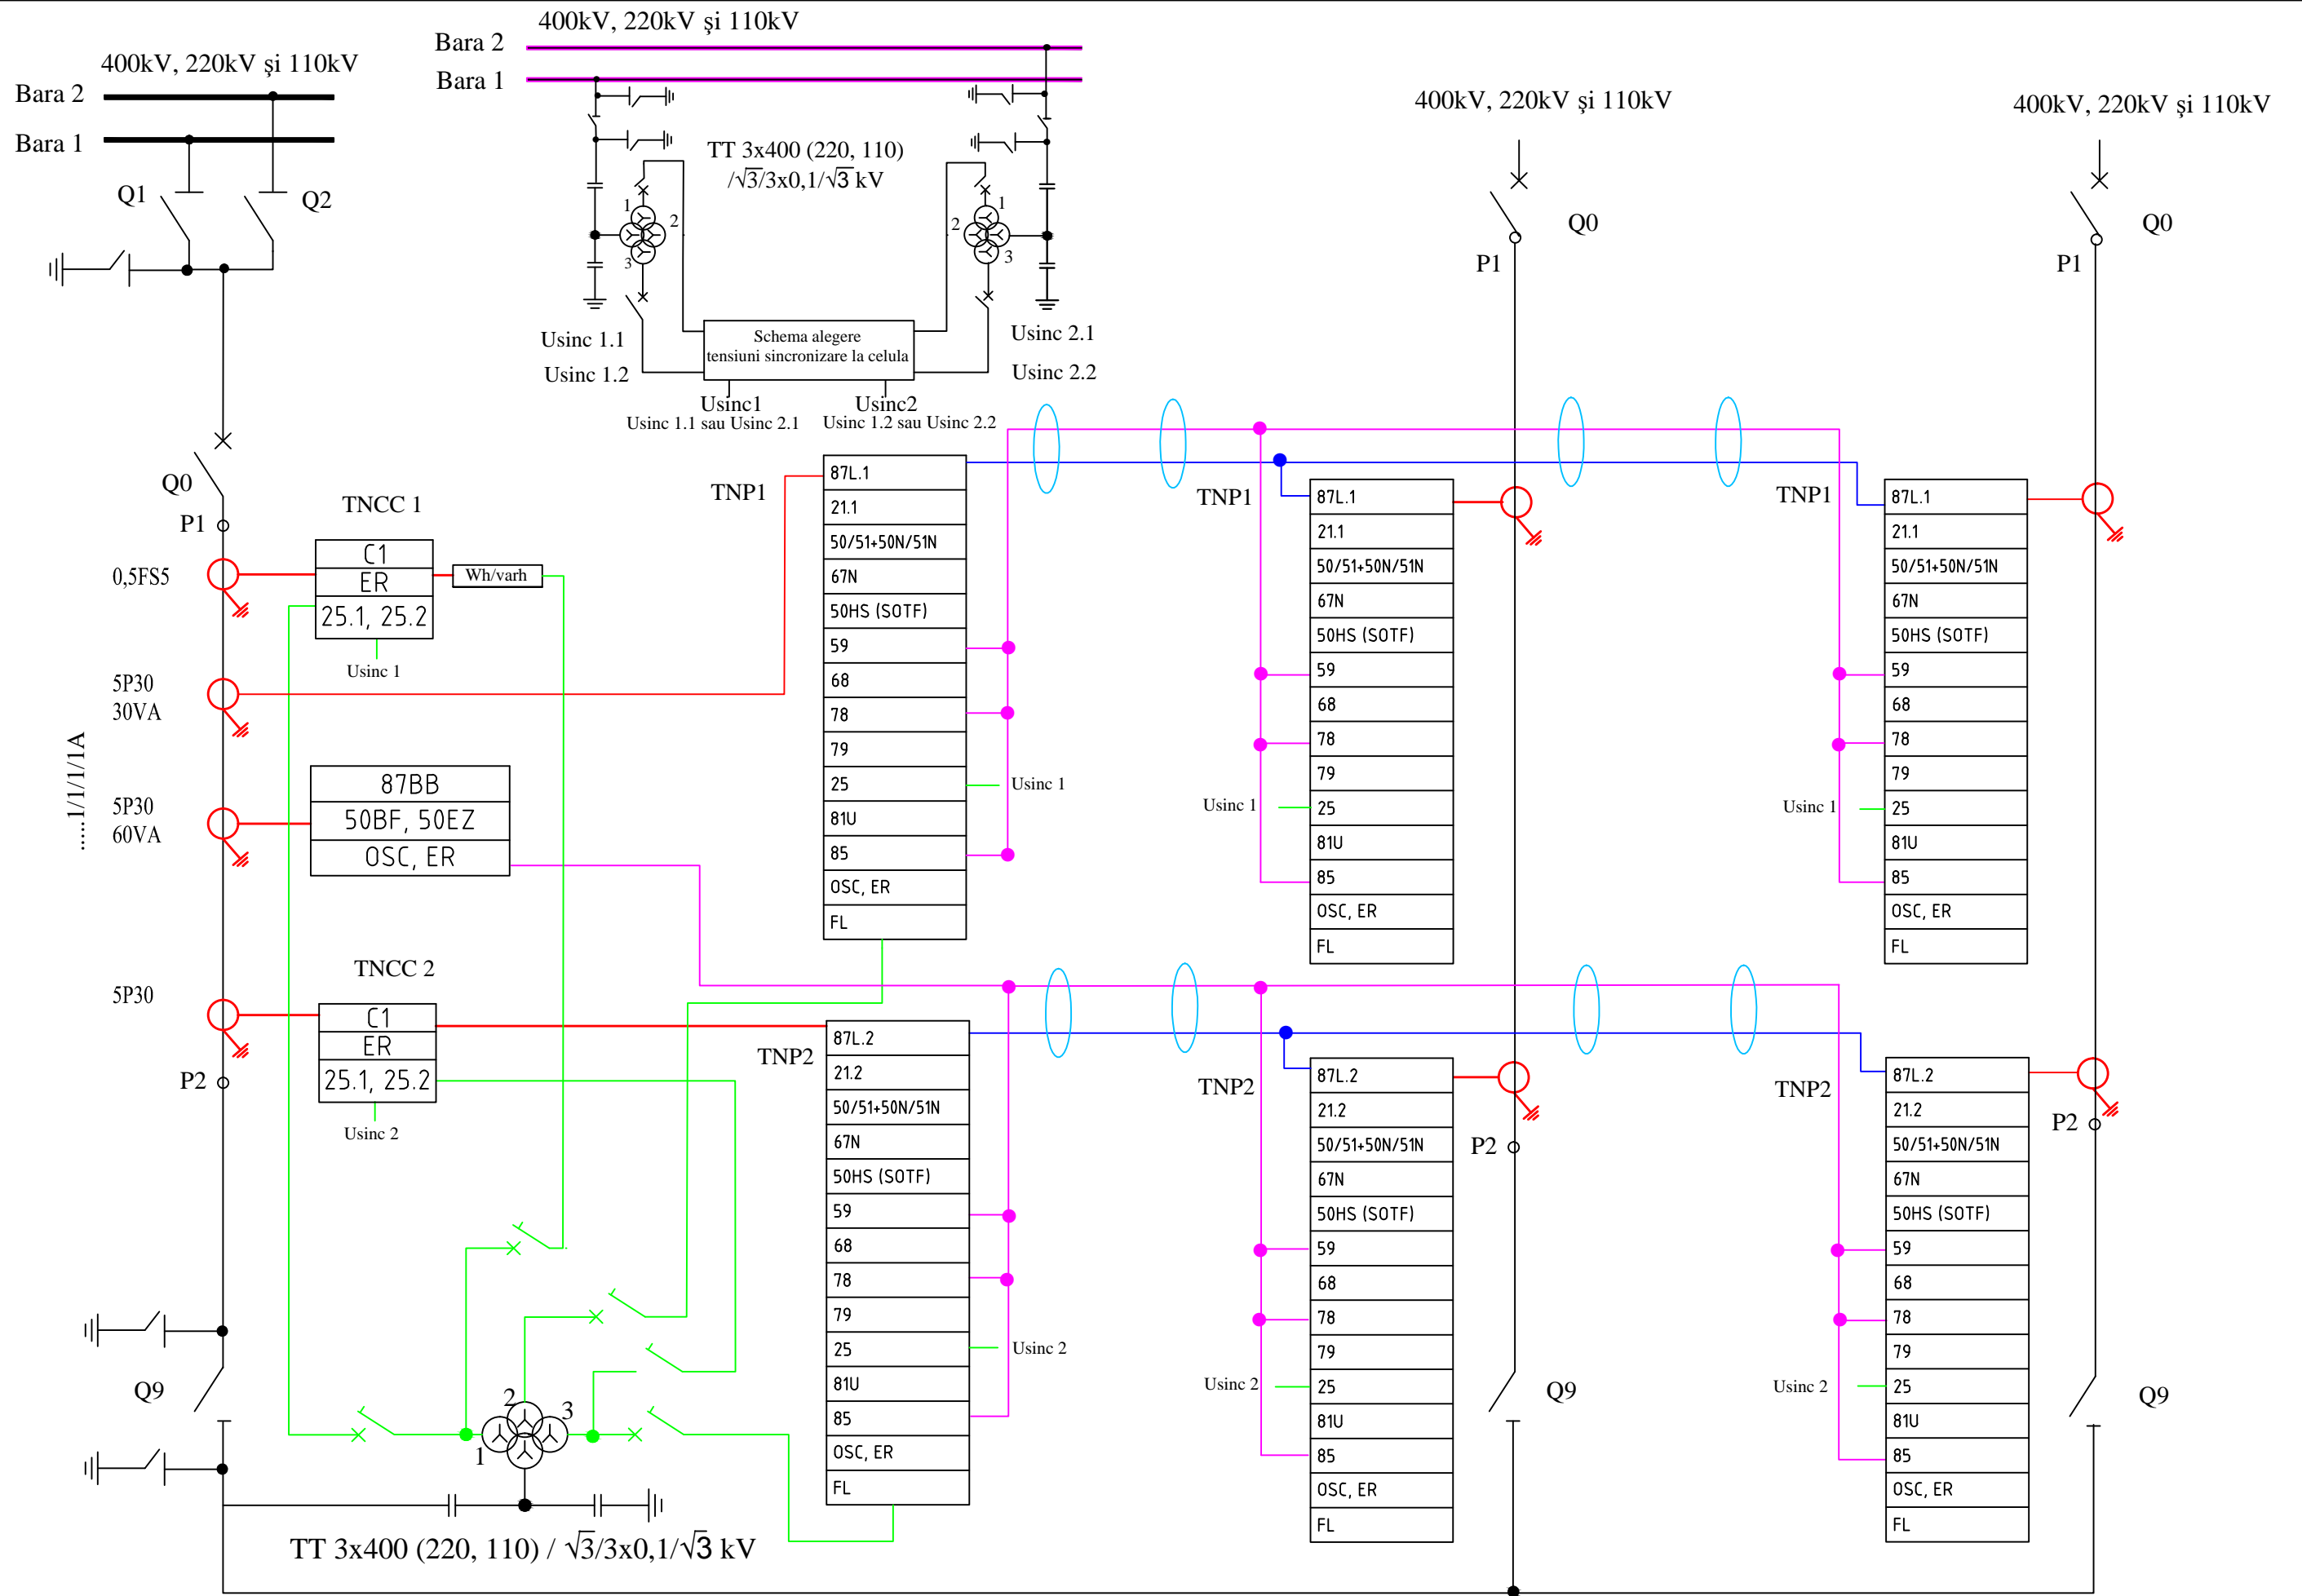 400kV, 220kV şi 110kV
Bara 2
Bara 1
400kV, 220kV şi 110kV
Bara 2
Bara 1
Q1
Q2
TT 3x400 (220, 110)
/√3/3x0,1/√3 kV
1
2
3
1
2
3
Usinc 1.1
Usinc 1.2
Schema alegere
tensiuni sincronizare la celula
Usinc 2.1
Usinc 2.2
Usinc1
Usinc 1.1 sau Usinc 2.1
Usinc2
Usinc 1.2 sau Usinc 2.2
400kV, 220kV şi 110kV
Q0
P1
400kV, 220kV şi 110kV
Q0
P1
Q0
P1
0,5FS5
5P30
30VA
5P30
60VA
.....1/1/1/1/1A
5P30
P2
Q9
TNCC 1
C1
ER
25.1, 25.2
Usinc 1
Wh/varh
87BB
50BF, 50EZ
OSC, ER
TNCC 2
C1
ER
25.1, 25.2
Usinc 2
2
3
1
TT 3x400 (220, 110) / √3/3x0,1/√3 kV
TNP1
87L.1
21.1
50/51+50N/51N
67N
50HS (SOTF)
59
68
78
79
25
Usinc 1
81U
85
OSC, ER
FL
TNP2
87L.2
21.2
50/51+50N/51N
67N
50HS (SOTF)
59
68
78
79
25
Usinc 2
81U
85
OSC, ER
FL
TNP1
87L.1
21.1
50/51+50N/51N
67N
50HS (SOTF)
59
68
78
79
Usinc 1
25
81U
85
OSC, ER
FL
TNP2
87L.2
21.2
50/51+50N/51N
67N
50HS (SOTF)
59
68
78
79
Usinc 2
25
81U
85
OSC, ER
FL
P2
Q9
TNP1
87L.1
21.1
50/51+50N/51N
67N
50HS (SOTF)
59
68
78
79
Usinc 1
25
81U
85
OSC, ER
FL
TNP2
87L.2
21.2
50/51+50N/51N
67N
50HS (SOTF)
59
68
78
79
Usinc 2
25
81U
85
OSC, ER
FL
P2
Q9